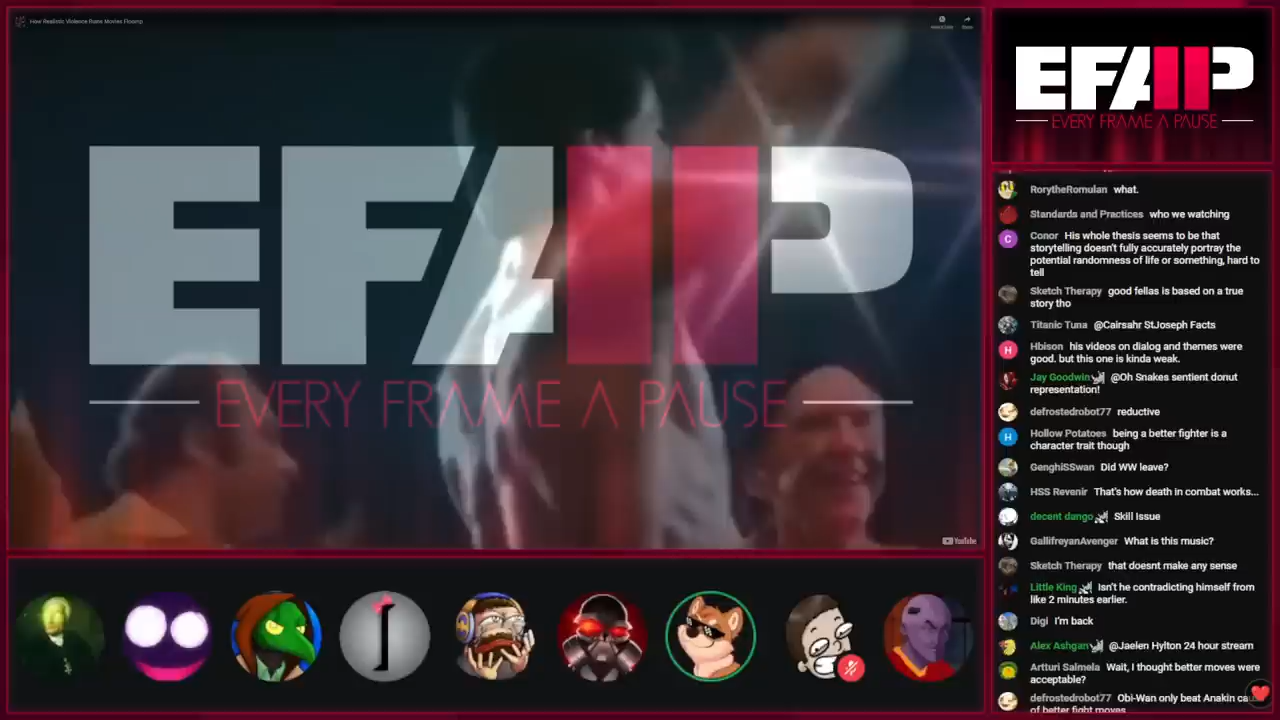 How Realistic Violence Ruins Movies Flcomp
Share
EFAP
EVERY FRAME A PAUSE
YouTube
EFAP
EVERY FRAME A PAUSE
RorytheRomulan what.
Standards and Practices who we watching
C
Conor His whole thesis seems to be that
storytelling doesn't fully accurately portray the
potential randomness of life or something, hard to
tell
Sketch Therapy good fellas is based on a true
story tho
Titanic Tuna @Cairsahr StJoseph Facts
H
Hbison his videos on dialog and themes were
good. but this one is kinda weak.
Jay Goodwin @Oh Snakes sentient donut
representation!
defrostedrobot77 reductive
H
Hollow Potatoes being a better fighter is a
character trait though
GenghiSSwan Did WW leave?
HSS Revenir That's how death in combat works...
decent dango Skill Issue
GallifreyanAvenger What is this music?
Sketch Therapy that doesnt make any sense
Little King Isn't he contradicting himself from
like 2 minutes earlier.
Digi I'm back
Alex Ashgan @Jaelen Hylton 24 hour stream
Artturi Salmela Wait, I thought better moves were
acceptable?
defrostedrobot77 Obi-Wan only beat Anakin
of better fight moves